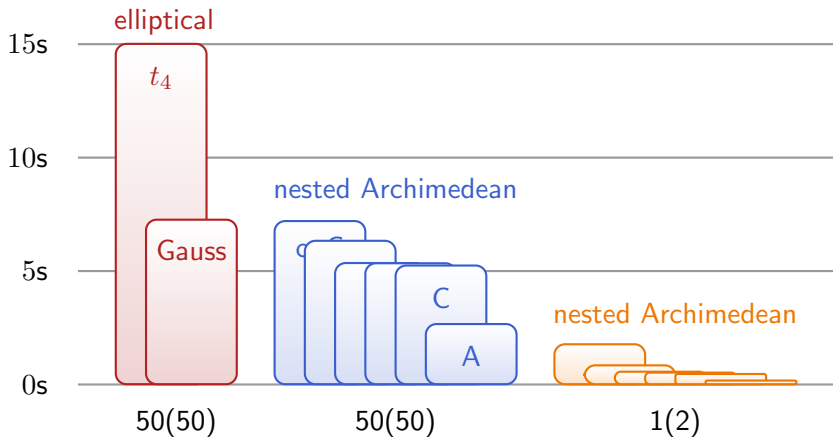 elliptical
15s
t₄
10s
nested Archimedean
Gauss
5s
C
nested Archimedean
A
0s
50(50)
50(50)
1(2)